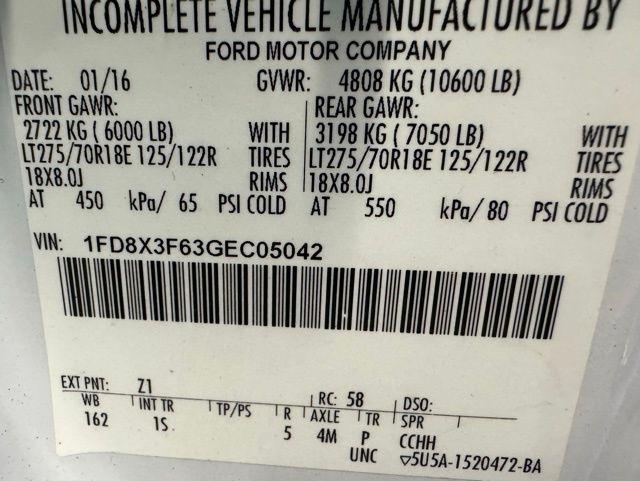 INCOMPLETE VEHICLE MANUFACTURED BY
FORD MOTOR COMPANY
DATE: 01/16 GVWR: 4808 KG (10600 LB)
FRONT GAWR: REAR GAWR:
2722 KG ( 6000 LB) WITH 3198 KG ( 7050 LB) WITH
LT275/70R18E 125/122R TIRES LT275/70R18E 125/122R TIRES
18X8.0J RIMS 18X8.0J RIMS
AT 450 kPa/ 65 PSI COLD AT 550 kPa/ 80 PSI COLD
VIN: 1FD8X3F63GEC05042
EXT PNT: Z1 RC: 58 DSO:
WB INT TR TP/PS R AXLE TR SPR
162 1S 5 4M P CCHH
UNC ▽5U5A-1520472-BA